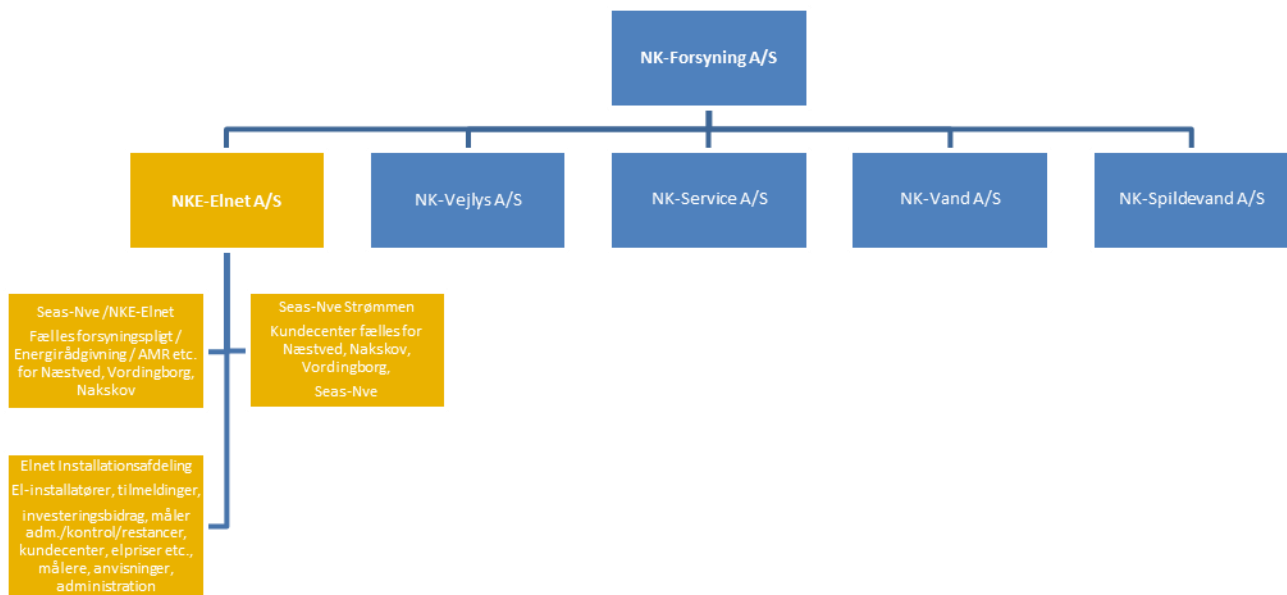 NK-Forsyning A/S
NKE-Elnet A/S
NK-Vejlys A/S
NK-Service A/S
NK-Vand A/S
NK-Spildevand A/S
Seas-Nve /NKE-Elnet
Fælles forsyningspligt /
Energirådgivning / AMR etc.
for Næstved, Vordingborg,
Nakskov
Seas-Nve Strømmen
Kundecenter fælles for
Næstved, Nakskov,
Vordingborg,
Seas-Nve
Elnet Installationsafdeling
El-installatører, tilmeldinger,
investeringsbidrag, måler
adm./kontrol/restancer,
kundecenter, elpriser etc.,
målere, anvisninger,
administration